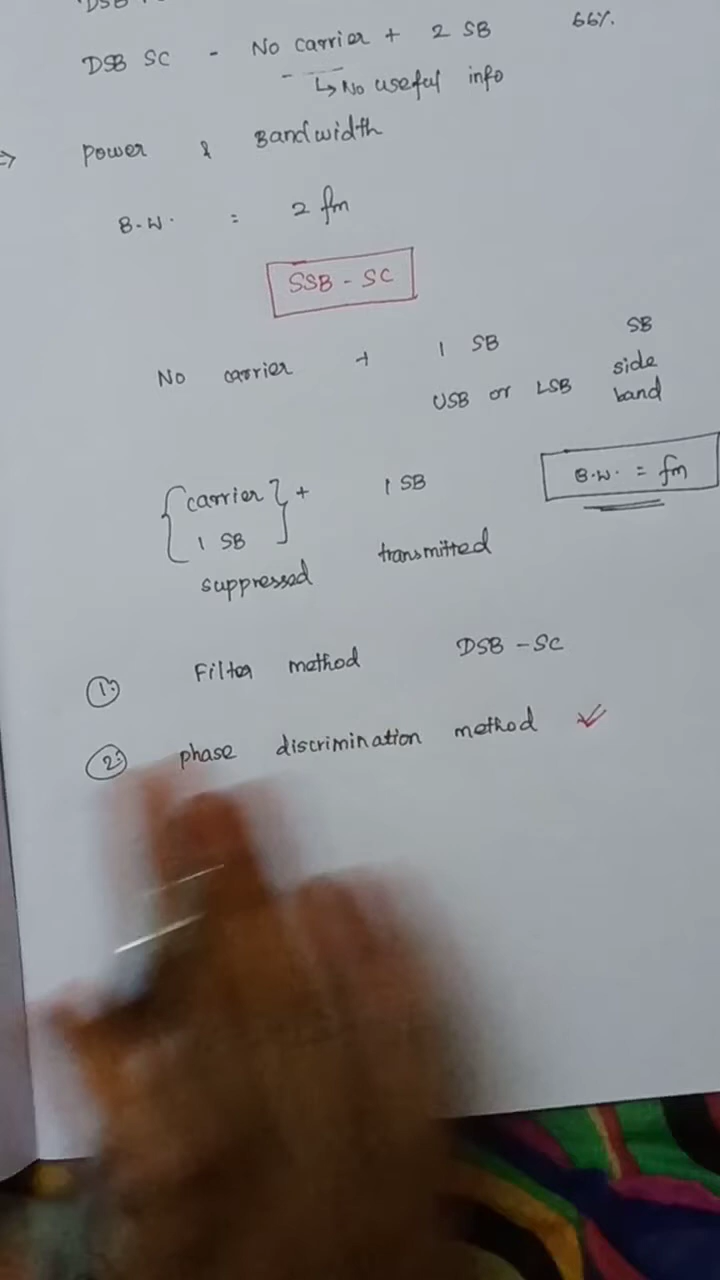 DSB
DSB SC - No carrier + 2 SB 66%.
↳ No useful info
=> power & Bandwidth
B.W. = 2 fm
SSB - SC
No carrier + 1 SB SB
USB or LSB side
band
{carrier} + 1 SB B.W. = fm
1 SB
suppressed transmitted
1: Filter method DSB - SC
2: phase discrimination method ✓